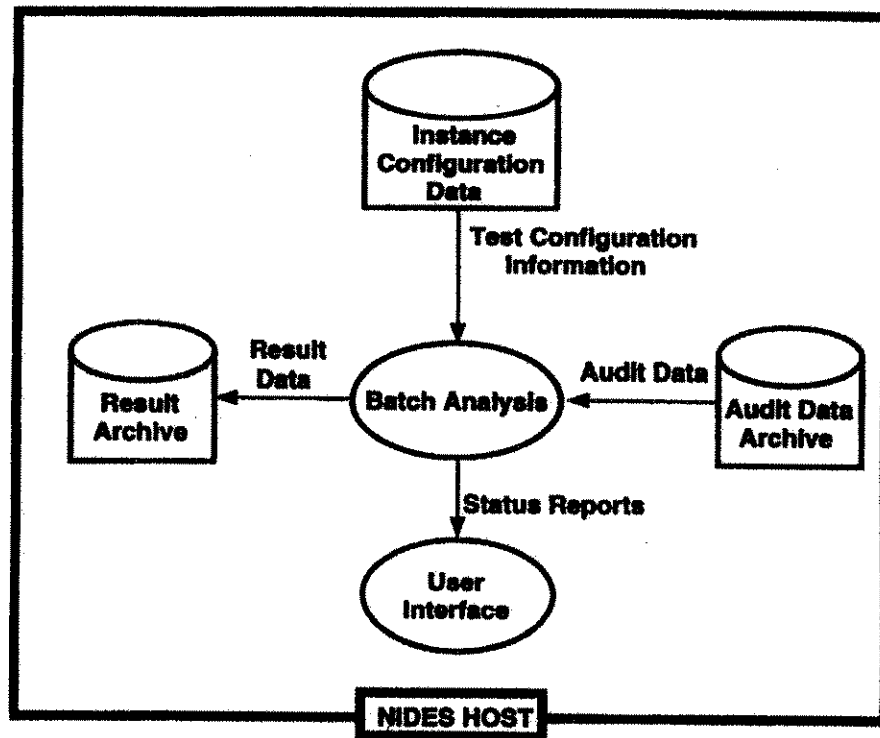 Instance
Configuration
Data
Test Configuration
Information
Result
Data
Audit Data
Result
Archive
Batch Analysis
Audit Data
Archive
Status Reports
User
Interface
NIDES HOST